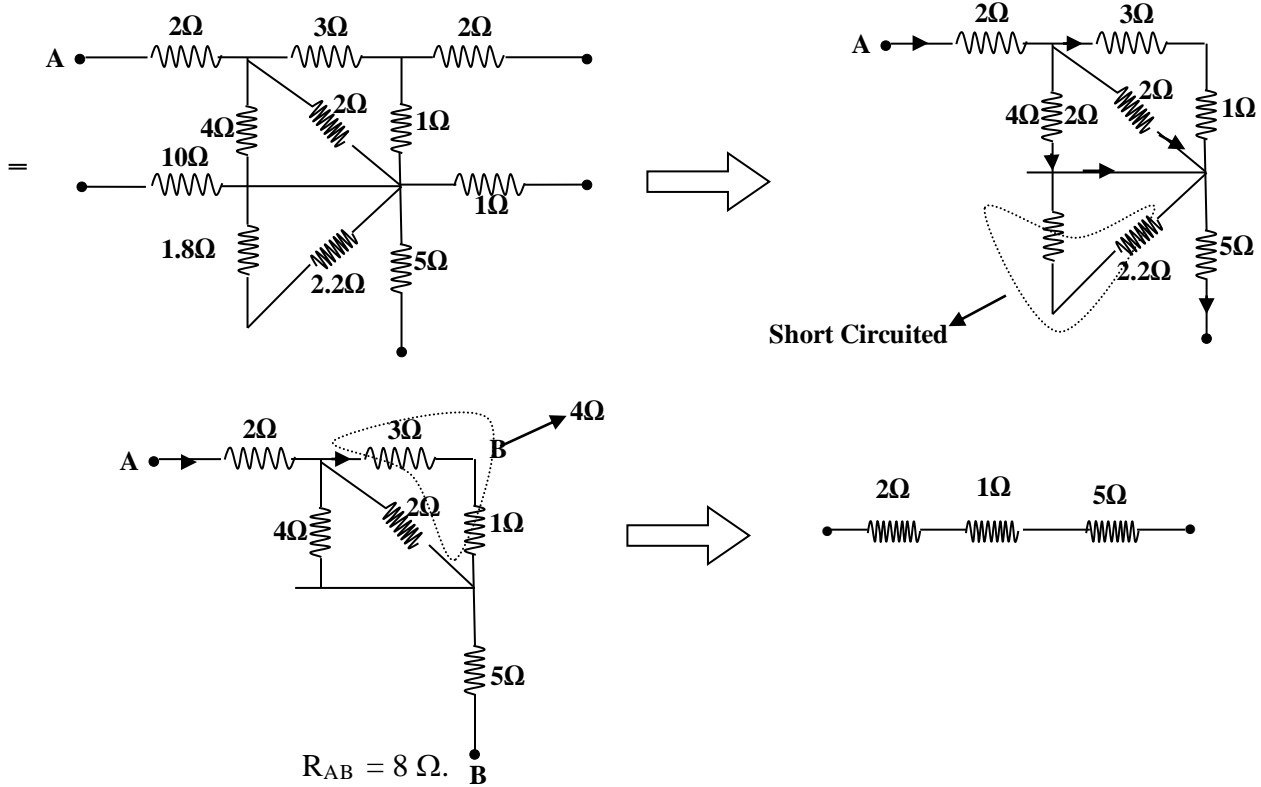 2Ω 3Ω 2Ω
A
2Ω
4Ω 1Ω
10Ω
=
1Ω
1.8Ω
5Ω
2.2Ω
2Ω 3Ω
A
2Ω
4Ω 2Ω 1Ω
5Ω
2.2Ω
Short Circuited
4Ω
2Ω 3Ω
B
A
2Ω
4Ω 1Ω
5Ω
R_AB = 8 Ω.
B
2Ω 1Ω 5Ω